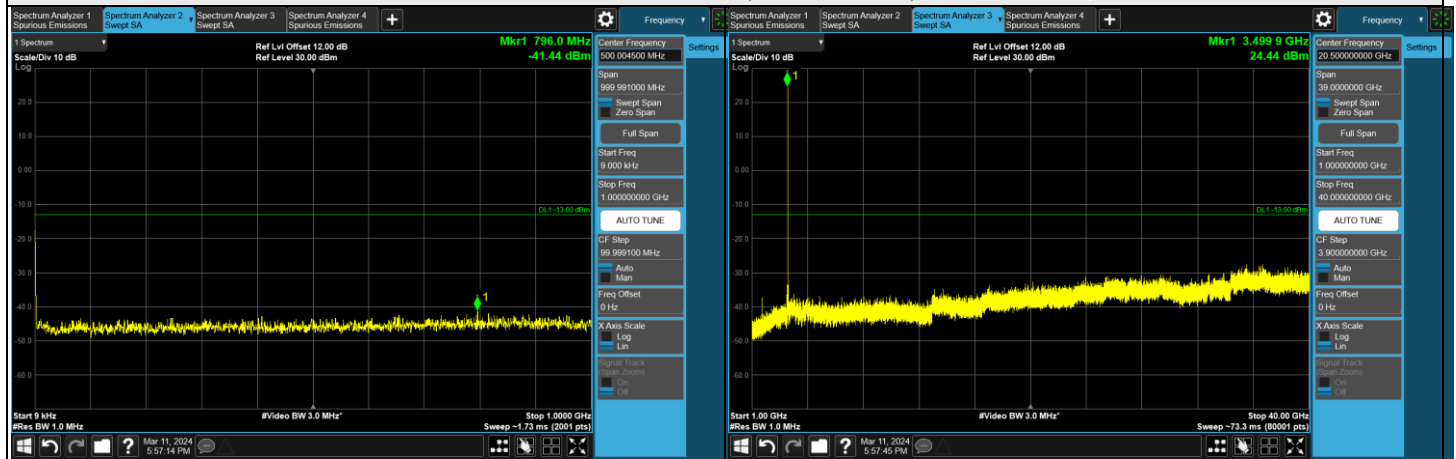 Spectrum Analyzer 1
Spurious Emissions
Spectrum Analyzer 2
Swept SA
Spectrum Analyzer 3
Swept SA
Spectrum Analyzer 4
Spurious Emissions
+
Frequency
1 Spectrum
Scale/Div 10 dB
Log
Ref Lvl Offset 12.00 dB
Ref Level 30.00 dBm
Mkr1 796.0 MHz
-41.44 dBm
20.0
10.0
0.00
-10.0
-20.0
-30.0
-40.0
-50.0
-60.0
DL1 -13.00 dBm
1
Start 9 kHz
#Res BW 1.0 MHz
#Video BW 3.0 MHz*
Stop 1.0000 GHz
Sweep ~1.73 ms (2001 pts)
?
Mar 11, 2024
5:57:14 PM
Center Frequency
500.004500 MHz
Settings
Span
999.991000 MHz
Swept Span
Zero Span
Full Span
Start Freq
9.000 kHz
Stop Freq
1.000000000 GHz
AUTO TUNE
CF Step
99.999100 MHz
Auto
Man
Freq Offset
0 Hz
X Axis Scale
Log
Lin
Signal Track
(Span Zoom)
On
Off
Spectrum Analyzer 1
Spurious Emissions
Spectrum Analyzer 2
Swept SA
Spectrum Analyzer 3
Swept SA
Spectrum Analyzer 4
Spurious Emissions
+
Frequency
1 Spectrum
Scale/Div 10 dB
Log
Ref Lvl Offset 12.00 dB
Ref Level 30.00 dBm
Mkr1 3.499 9 GHz
24.44 dBm
1
20.0
10.0
0.00
-10.0
-20.0
-30.0
-40.0
-50.0
-60.0
DL1 -13.00 dBm
Start 1.00 GHz
#Res BW 1.0 MHz
#Video BW 3.0 MHz*
Stop 40.00 GHz
Sweep ~73.3 ms (80001 pts)
?
Mar 11, 2024
5:57:45 PM
Center Frequency
20.500000000 GHz
Settings
Span
39.0000000 GHz
Swept Span
Zero Span
Full Span
Start Freq
1.000000000 GHz
Stop Freq
40.000000000 GHz
AUTO TUNE
CF Step
3.900000000 GHz
Auto
Man
Freq Offset
0 Hz
X Axis Scale
Log
Lin
Signal Track
(Span Zoom)
On
Off